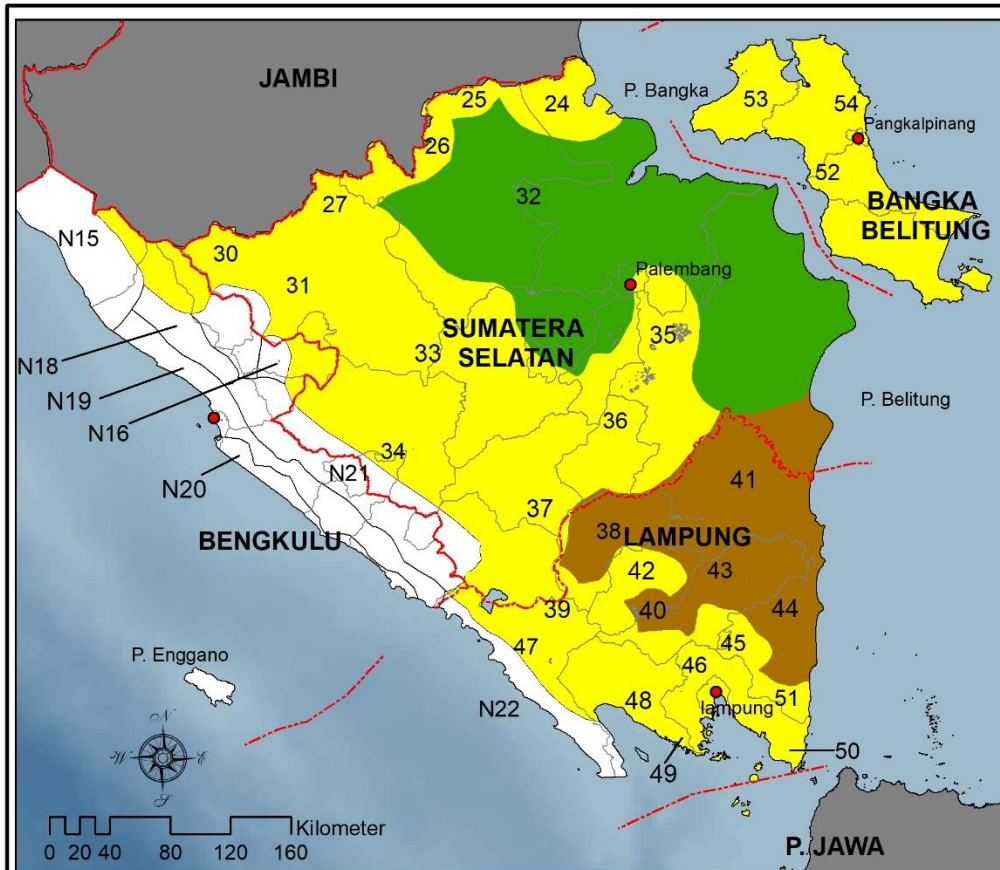 JAMBI
25
24
P. Bangka
53
54
Pangkalpinang
26
52
27
32
BANGKA
BELITUNG
N15
30
31
Palembang
SUMATERA
SELATAN
35
33
N18
N19
N16
P. Belitung
36
34
N21
N20
41
37
BENGKULU
38
LAMPUNG
42
43
39
40
44
47
45
P. Enggano
46
N22
48
lampung
51
N
W
E
S
49
50
Kilometer
0 20 40 80 120 160
P. JAWA